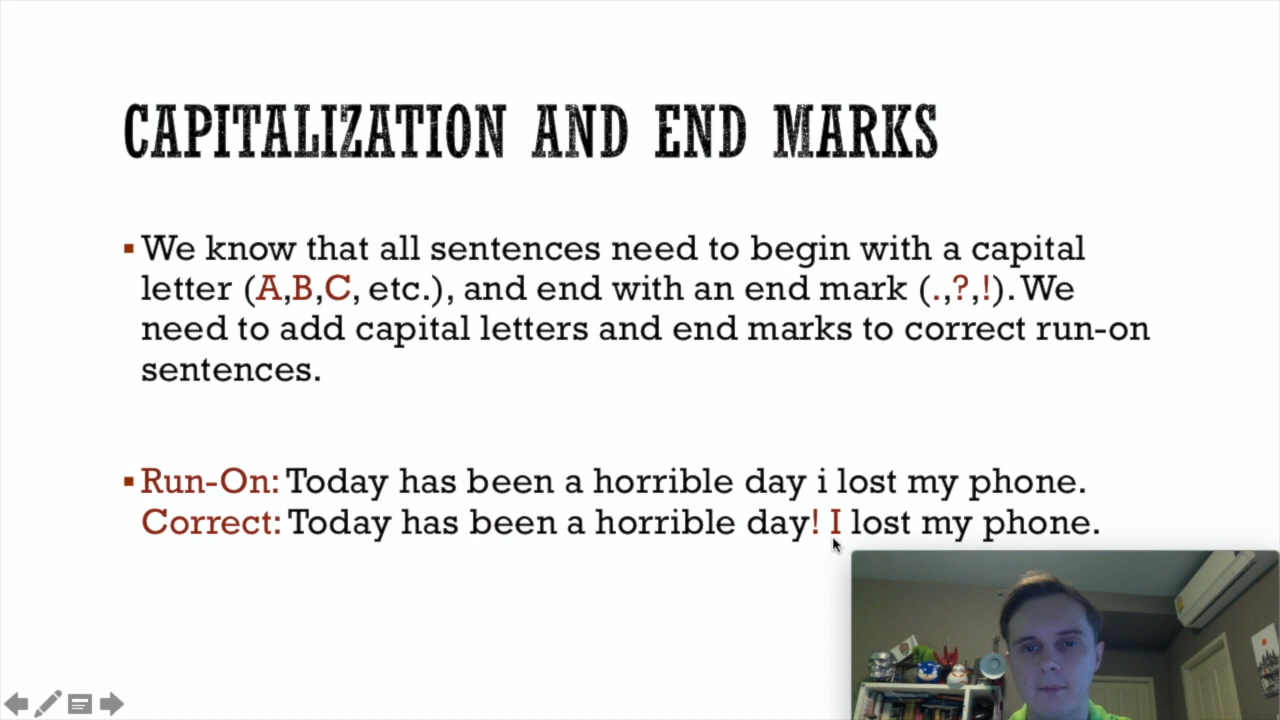 CAPITALIZATION AND END MARKS
We know that all sentences need to begin with a capital
letter (A,B,C, etc.), and end with an end mark (.,?,!). We
need to add capital letters and end marks to correct run-on
sentences.
Run-On: Today has been a horrible day i lost my phone.
Correct: Today has been a horrible day! I lost my phone.